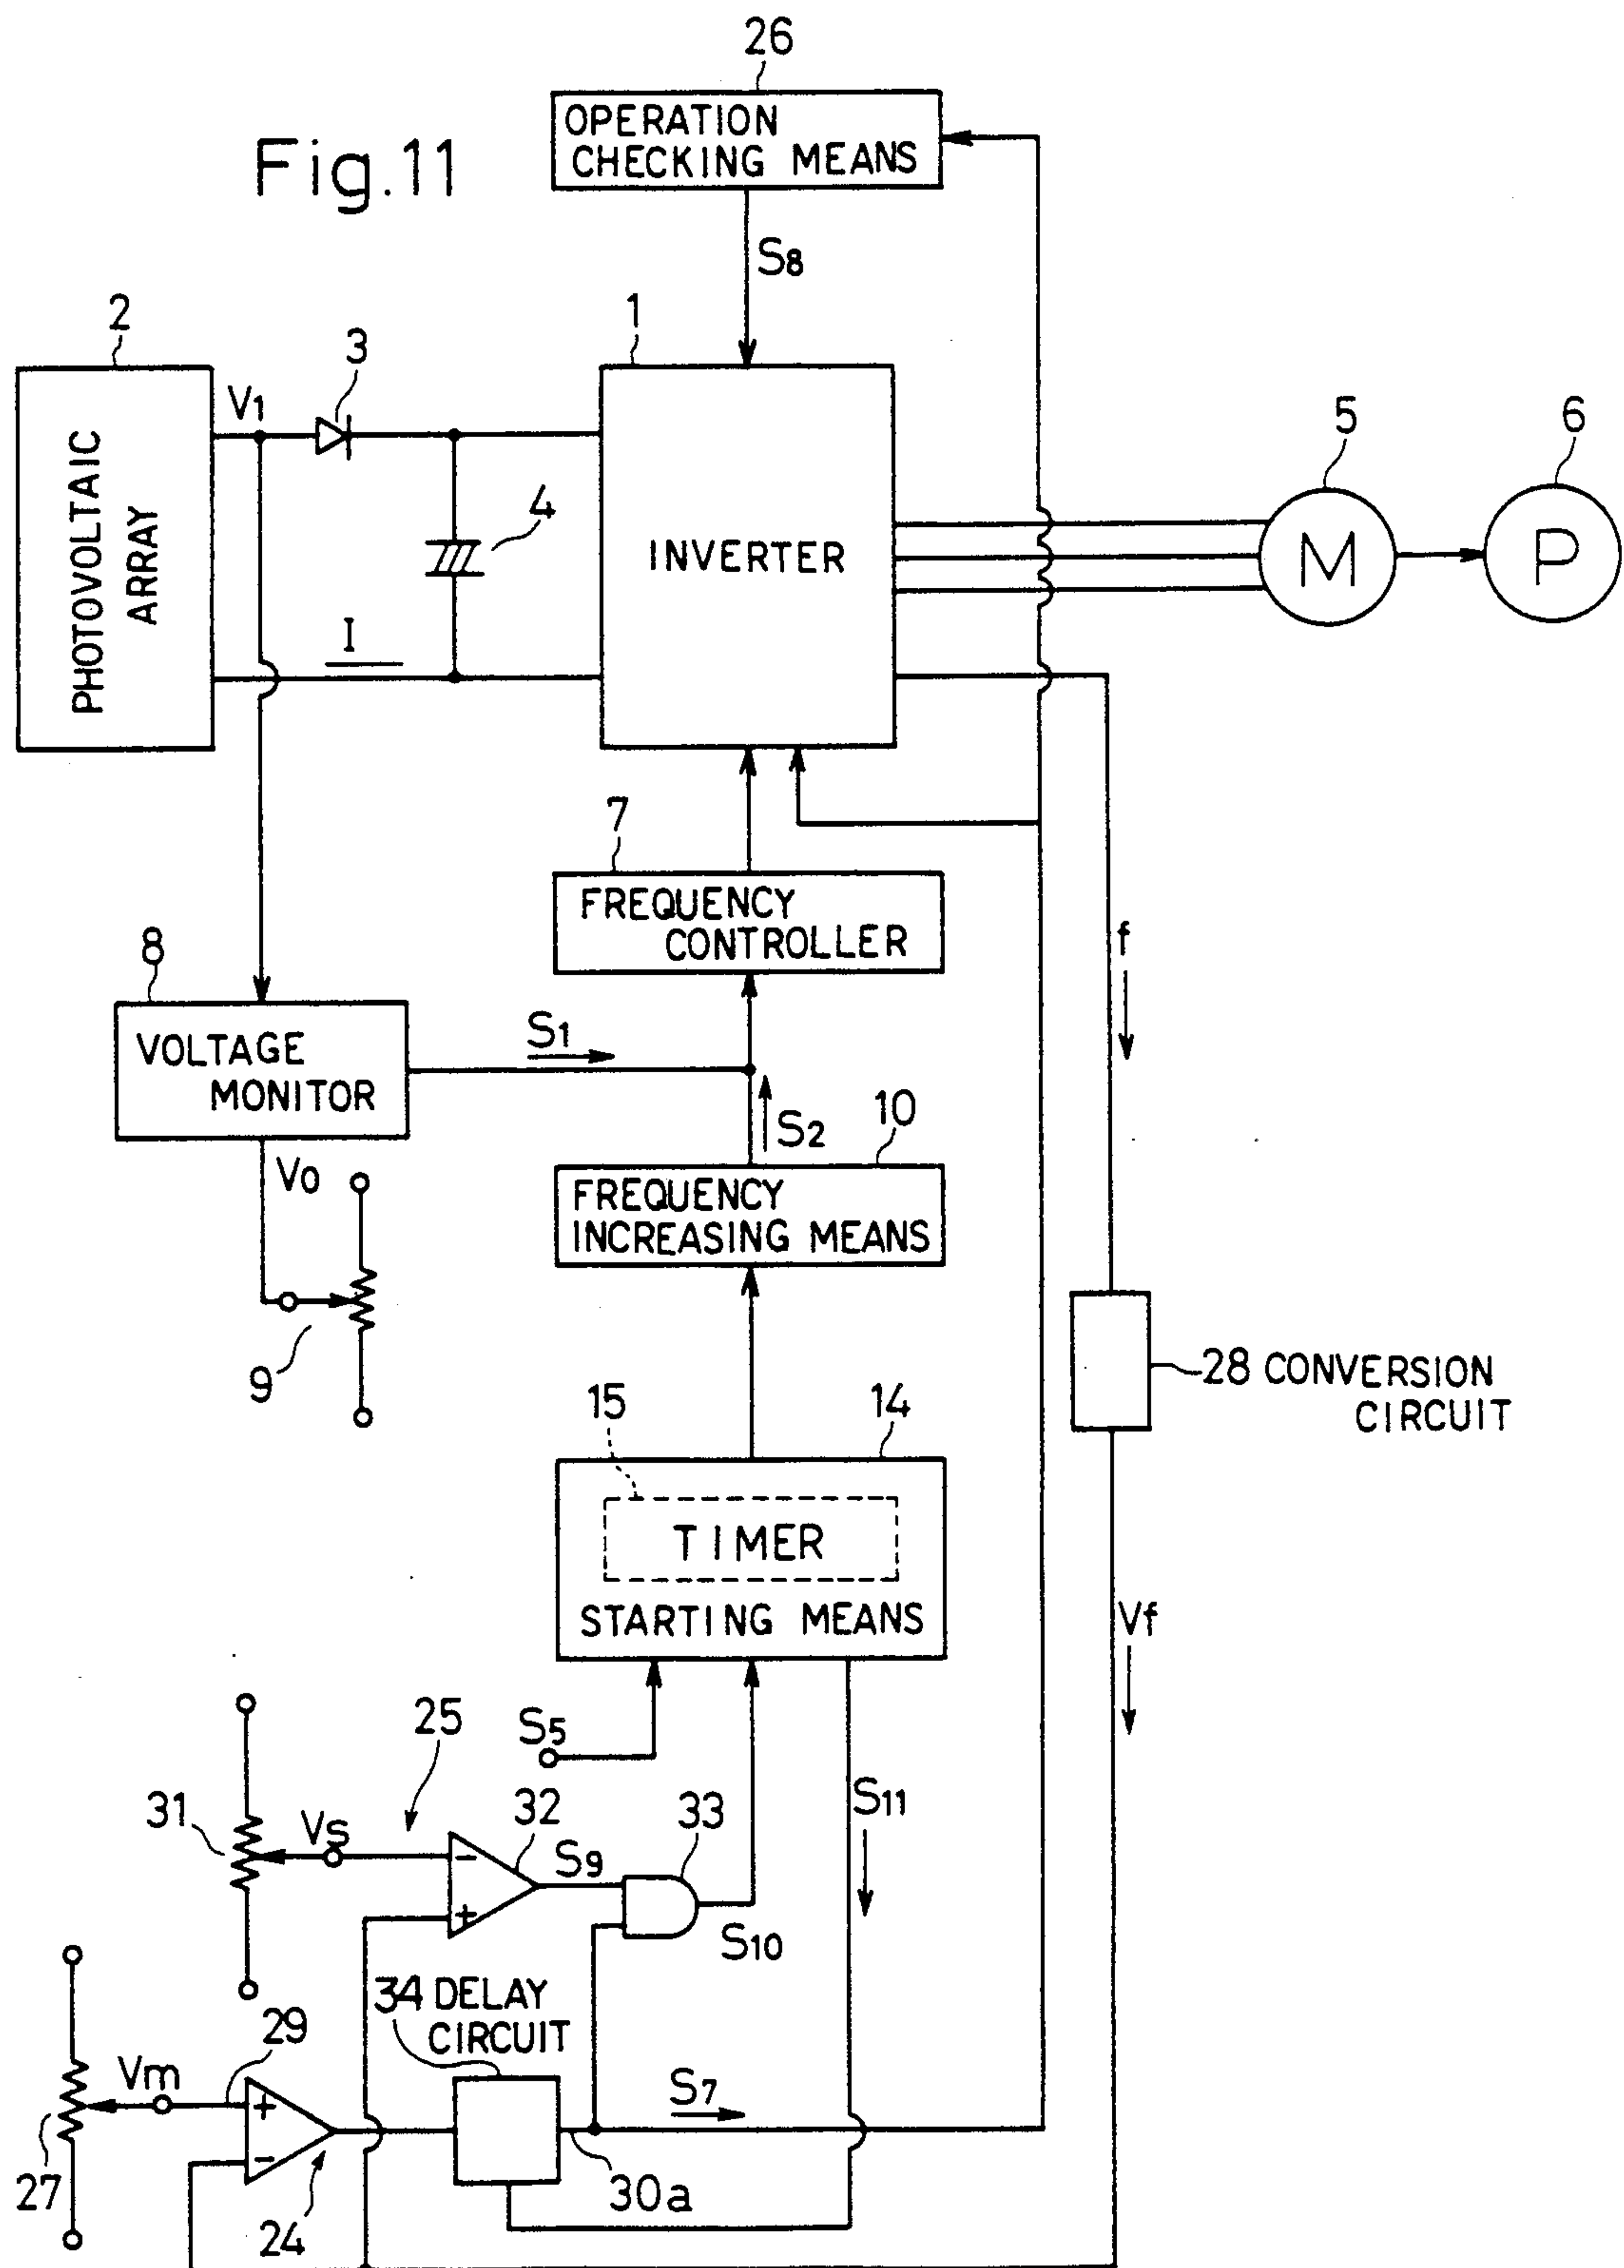 26
OPERATION
CHECKING MEANS
Fig.11
S8
2
3
1
V1
5
6
PHOTOVOLTAIC
ARRAY
4
INVERTER
M
P
I
7
FREQUENCY
CONTROLLER
f
8
VOLTAGE
MONITOR
S1
S2
10
V0
FREQUENCY
INCREASING MEANS
9
28 CONVERSION
CIRCUIT
15
14
TIMER
STARTING MEANS
Vf
25
S5
31
Vs
32
33
S11
-
S9
+
S10
34 DELAY
CIRCUIT
29
Vm
S7
+
-
27
24
30a